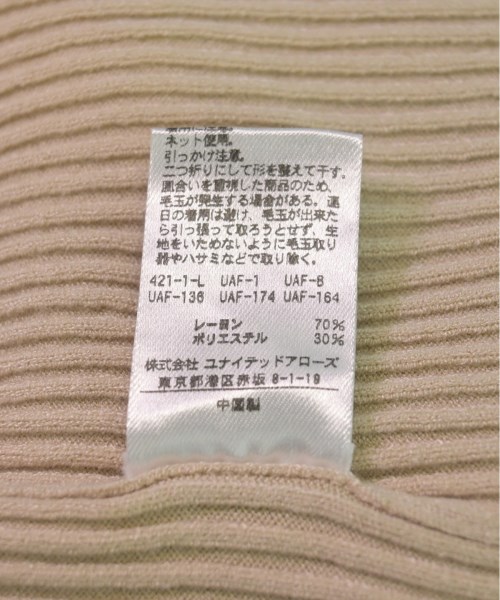 着用に注意。
ネット使用。
引っかけ注意。
二つ折りにして形を整えて干す。
風合いを重視した商品のため、
毛玉が発生する場合がある。連
日の着用は避け、毛玉が出来た
ら引っ張って取ろうとせず、生
地をいためないように毛玉取り
器やハサミなどで取り除く。
421-1-L UAF-1 UAF-8
UAF-136 UAF-174 UAF-164
レーヨン 70%
ポリエステル 30%
株式会社 ユナイテッドアローズ
東京都港区赤坂 8-1-19
中国製